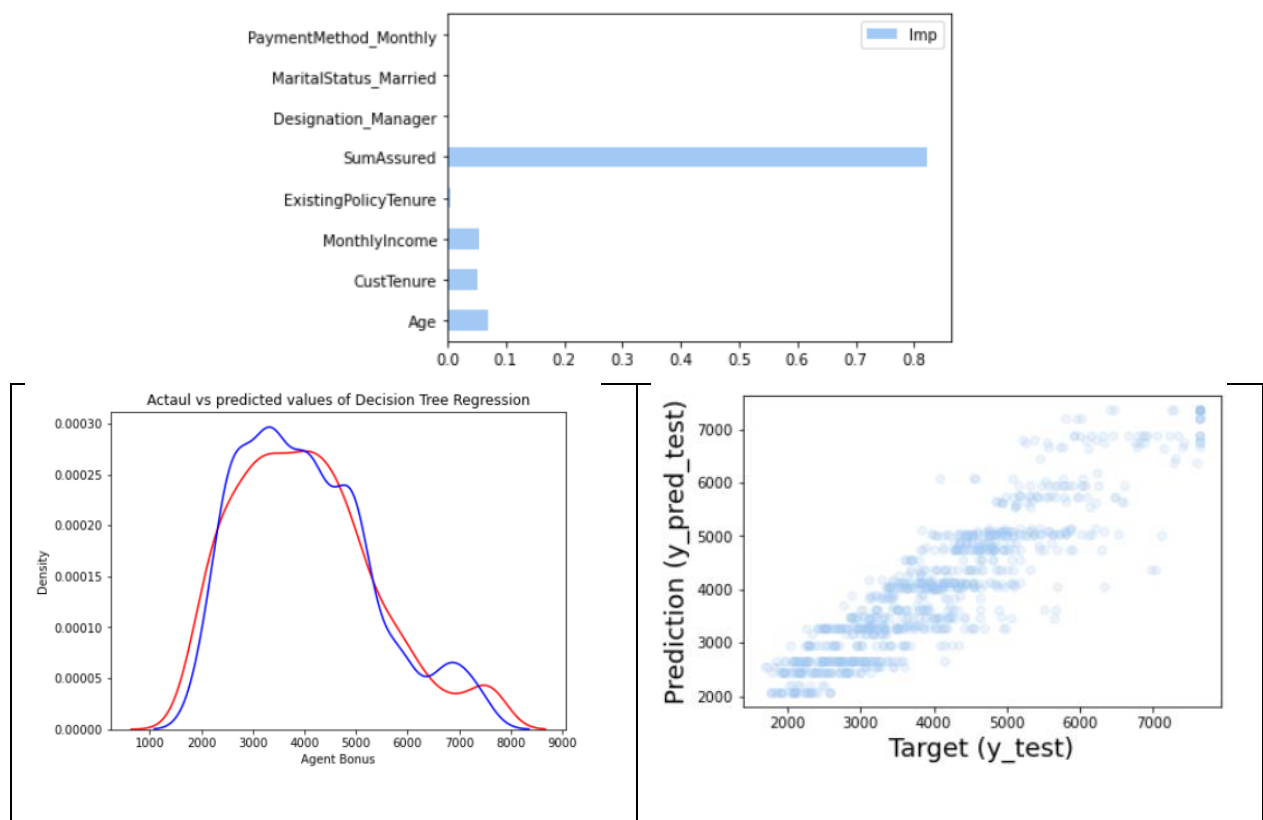 PaymentMethod_Monthly
Imp
MaritalStatus_Married
Designation_Manager
SumAssured
ExistingPolicyTenure
MonthlyIncome
CustTenure
Age
0.0 0.1 0.2 0.3 0.4 0.5 0.6 0.7 0.8
Actaul vs predicted values of Decision Tree Regression
0.00030
0.00025
0.00020
0.00015
0.00010
0.00005
0.00000
Density
1000 2000 3000 4000 5000 6000 7000 8000 9000
Agent Bonus
Prediction (y_pred_test)
7000
6000
5000
4000
3000
2000
2000 3000 4000 5000 6000 7000
Target (y_test)